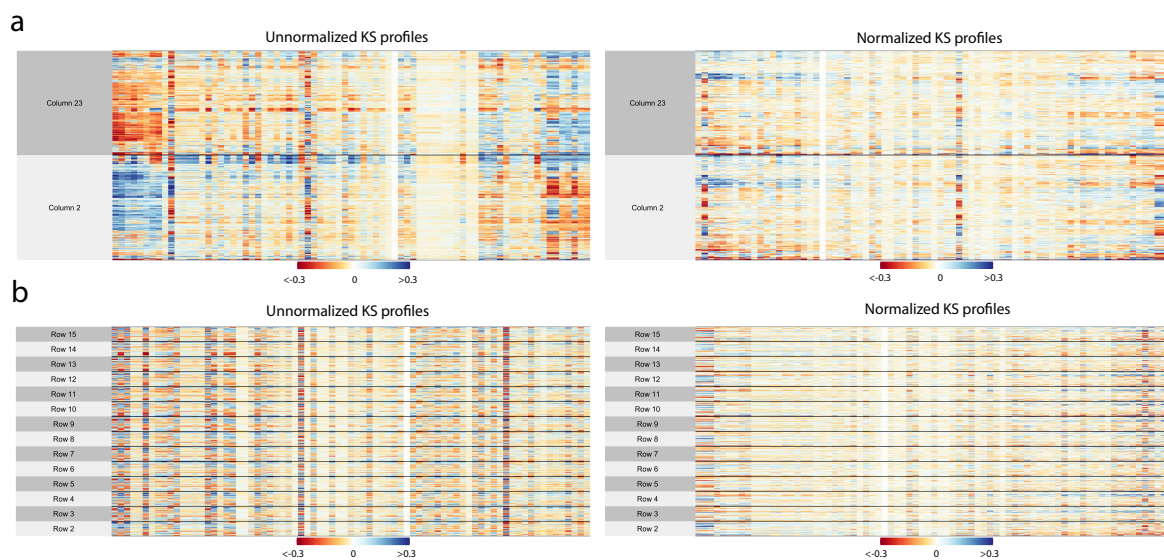 a
Unnormalized KS profiles
Normalized KS profiles
Column 23
Column 2
Column 23
Column 2
<-0.3 0 >0.3
<-0.3 0 >0.3
b
Unnormalized KS profiles
Normalized KS profiles
Row 15
Row 14
Row 13
Row 12
Row 11
Row 10
Row 9
Row 8
Row 7
Row 6
Row 5
Row 4
Row 3
Row 2
Row 15
Row 14
Row 13
Row 12
Row 11
Row 10
Row 9
Row 8
Row 7
Row 6
Row 5
Row 4
Row 3
Row 2
<-0.3 0 >0.3
<-0.3 0 >0.3